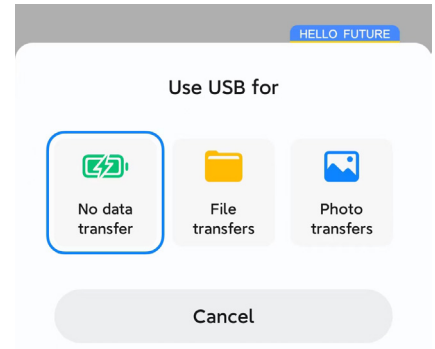 HELLO FUTURE
Use USB for
No data
transfer
File
transfers
Photo
transfers
Cancel